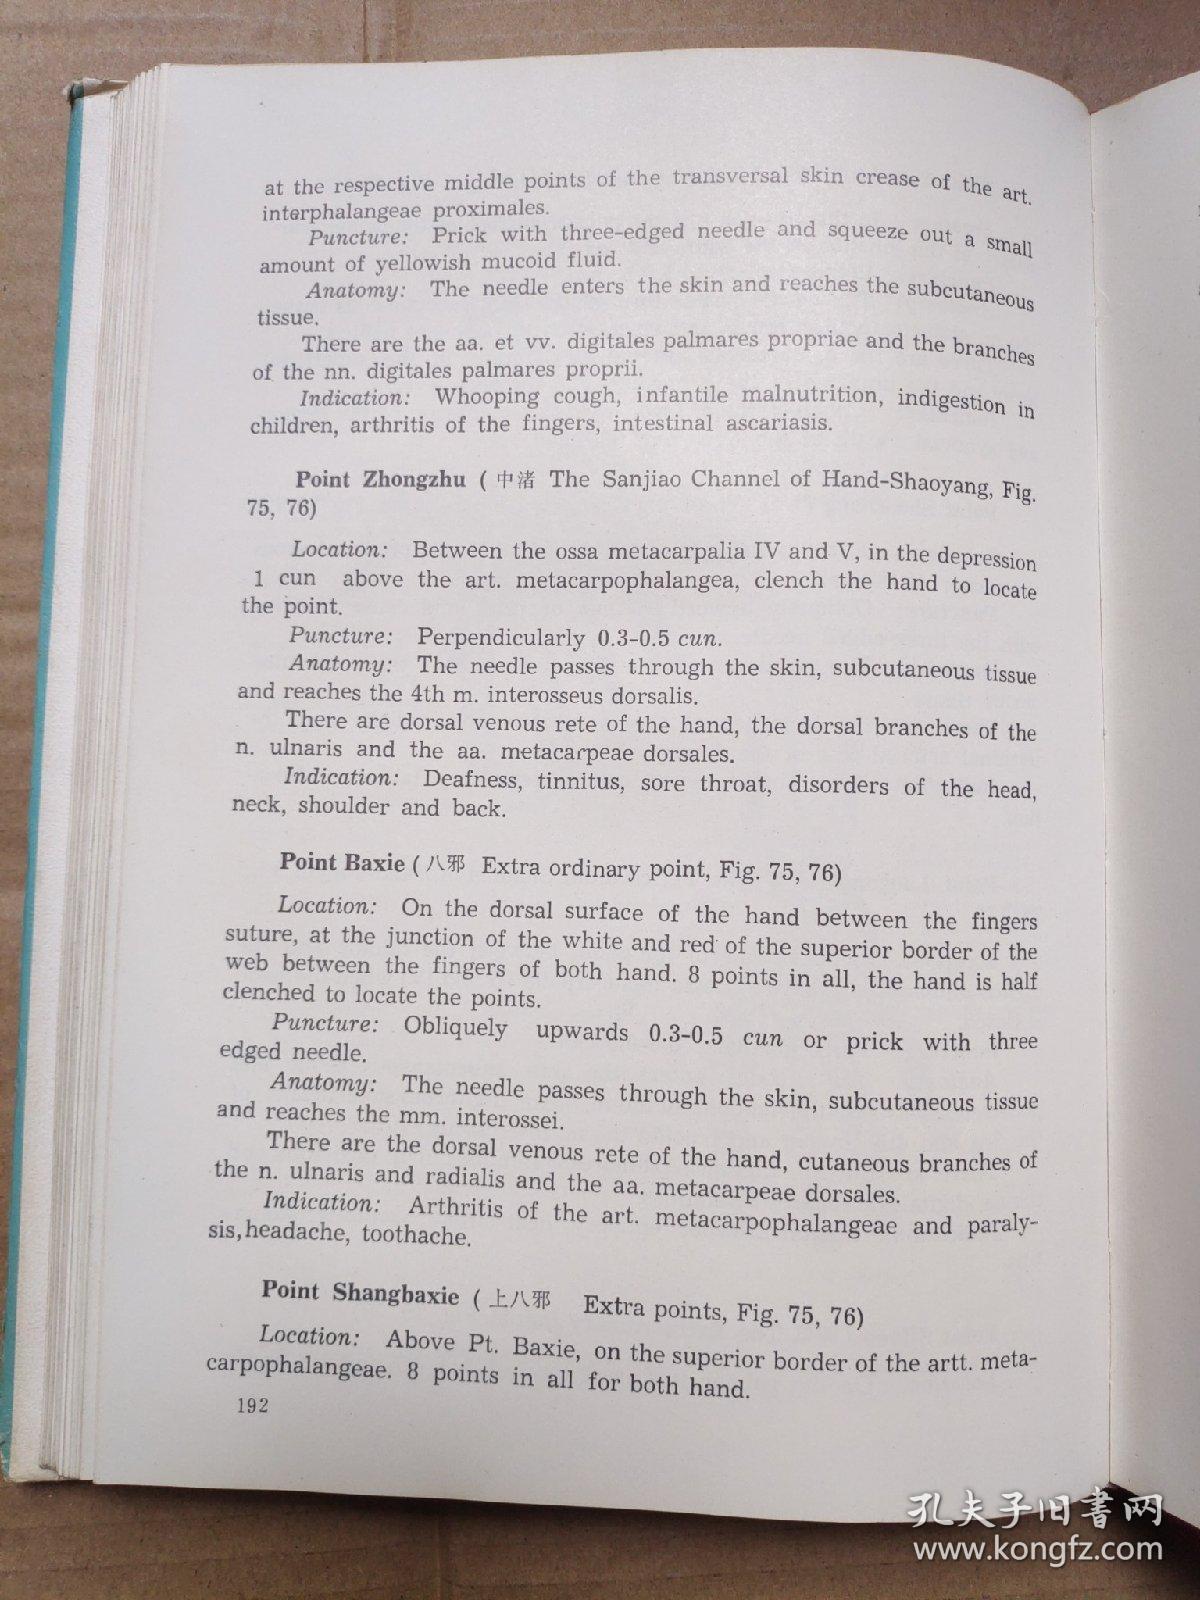 at the respective middle points of the transversal skin crease of the art.
interphalangeae proximales.
Puncture: Prick with three-edged needle and squeeze out a small
amount of yellowish mucoid fluid.
Anatomy: The needle enters the skin and reaches the subcutaneous
tissue.
There are the aa. et vv. digitales palmares propriae and the branches
of the nn. digitales palmares proprii.
Indication: Whooping cough, infantile malnutrition, indigestion in
children, arthritis of the fingers, intestinal ascariasis.
Point Zhongzhu (中渚 The Sanjiao Channel of Hand-Shaoyang, Fig.
75, 76)
Location: Between the ossa metacarpalia IV and V, in the depression
1 cun above the art. metacarpophalangea, clench the hand to locate
the point.
Puncture: Perpendicularly 0.3-0.5 cun.
Anatomy: The needle passes through the skin, subcutaneous tissue
and reaches the 4th m. interosseus dorsalis.
There are dorsal venous rete of the hand, the dorsal branches of the
n. ulnaris and the aa. metacarpeae dorsales.
Indication: Deafness, tinnitus, sore throat, disorders of the head,
neck, shoulder and back.
Point Baxie (八邪 Extra ordinary point, Fig. 75, 76)
Location: On the dorsal surface of the hand between the fingers
suture, at the junction of the white and red of the superior border of the
web between the fingers of both hand. 8 points in all, the hand is half
clenched to locate the points.
Puncture: Obliquely upwards 0.3-0.5 cun or prick with three
edged needle.
Anatomy: The needle passes through the skin, subcutaneous tissue
and reaches the mm. interossei.
There are the dorsal venous rete of the hand, cutaneous branches of
the n. ulnaris and radialis and the aa. metacarpeae dorsales.
Indication: Arthritis of the art. metacarpophalangeae and paraly-
sis, headache, toothache.
Point Shangbaxie (上八邪 Extra points, Fig. 75, 76)
Location: Above Pt. Baxie, on the superior border of the artt. meta-
carpophalangeae. 8 points in all for both hand.
192
孔夫子旧书网
www.kongfz.com